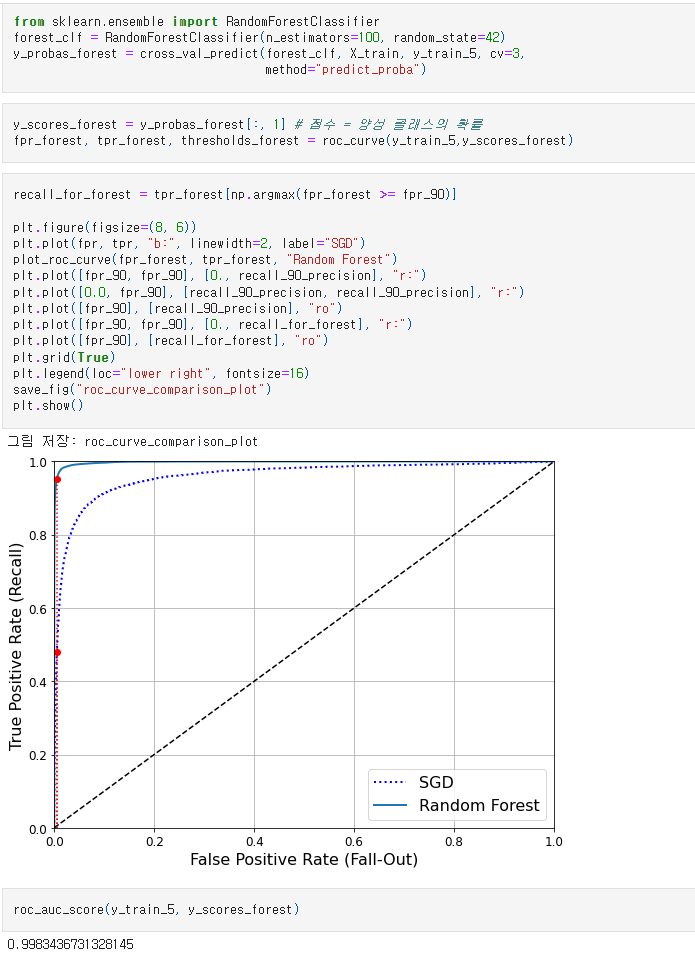 from sklearn.ensemble import RandomForestClassifier
forest_clf = RandomForestClassifier(n_estimators=100, random_state=42)
y_probas_forest = cross_val_predict(forest_clf, X_train, y_train_5, cv=3,
                                    method="predict_proba")
y_scores_forest = y_probas_forest[:, 1] # 점수 = 양성 클래스의 확률
fpr_forest, tpr_forest, thresholds_forest = roc_curve(y_train_5,y_scores_forest)
recall_for_forest = tpr_forest[np.argmax(fpr_forest >= fpr_90)]
plt.figure(figsize=(8, 6))
plt.plot(fpr, tpr, "b:", linewidth=2, label="SGD")
plot_roc_curve(fpr_forest, tpr_forest, "Random Forest")
plt.plot([fpr_90, fpr_90], [0., recall_90_precision], "r:")
plt.plot([0.0, fpr_90], [recall_90_precision, recall_90_precision], "r:")
plt.plot([fpr_90], [recall_90_precision], "ro")
plt.plot([fpr_90, fpr_90], [0., recall_for_forest], "r:")
plt.plot([fpr_90], [recall_for_forest], "ro")
plt.grid(True)
plt.legend(loc="lower right", fontsize=16)
save_fig("roc_curve_comparison_plot")
plt.show()
그림 저장: roc_curve_comparison_plot
1.0
0.8
0.6
0.4
0.2
0.0
True Positive Rate (Recall)
SGD
Random Forest
0.0 0.2 0.4 0.6 0.8 1.0
False Positive Rate (Fall-Out)
roc_auc_score(y_train_5, y_scores_forest)
0.9983436731328145